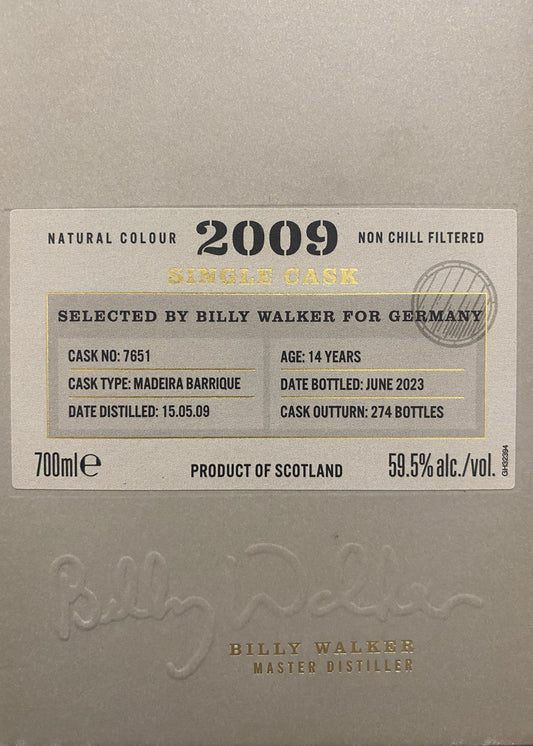 NATURAL COLOUR 2009 NON CHILL FILTERED
SINGLE CASK
SELECTED BY BILLY WALKER FOR GERMANY
CASK NO: 7651
CASK TYPE: MADEIRA BARRIQUE
DATE DISTILLED: 15.05.09
AGE: 14 YEARS
DATE BOTTLED: JUNE 2023
CASK OUTTURN: 274 BOTTLES
700ml℮ PRODUCT OF SCOTLAND 59.5% alc./vol.
GH32394
Billy Walker
BILLY WALKER
MASTER DISTILLER